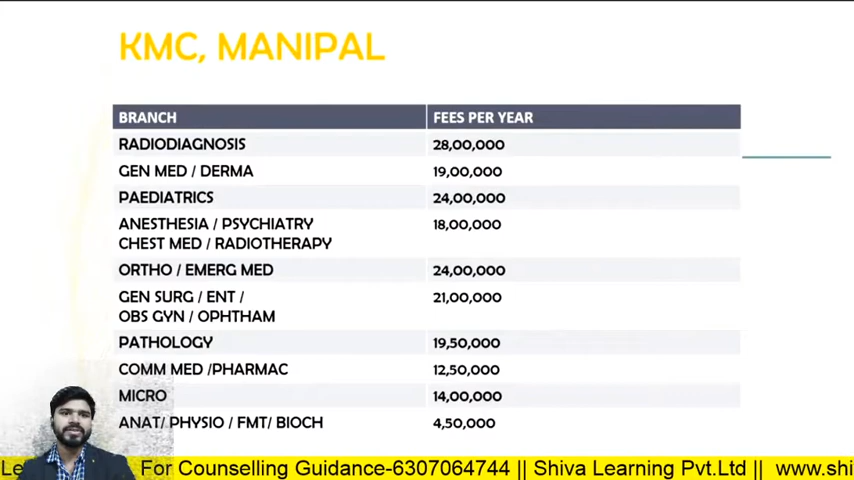 KMC, MANIPAL
BRANCH FEES PER YEAR
RADIODIAGNOSIS 28,00,000
GEN MED / DERMA 19,00,000
PAEDIATRICS 24,00,000
ANESTHESIA / PSYCHIATRY 18,00,000
CHEST MED / RADIOTHERAPY
ORTHO / EMERG MED 24,00,000
GEN SURG / ENT / 21,00,000
OBS GYN / OPHTHAM
PATHOLOGY 19,50,000
COMM MED /PHARMAC 12,50,000
MICRO 14,00,000
ANAT/ PHYSIO / FMT/ BIOCH 4,50,000
For Counselling Guidance-6307064744 || Shiva Learning Pvt.Ltd || www.shi